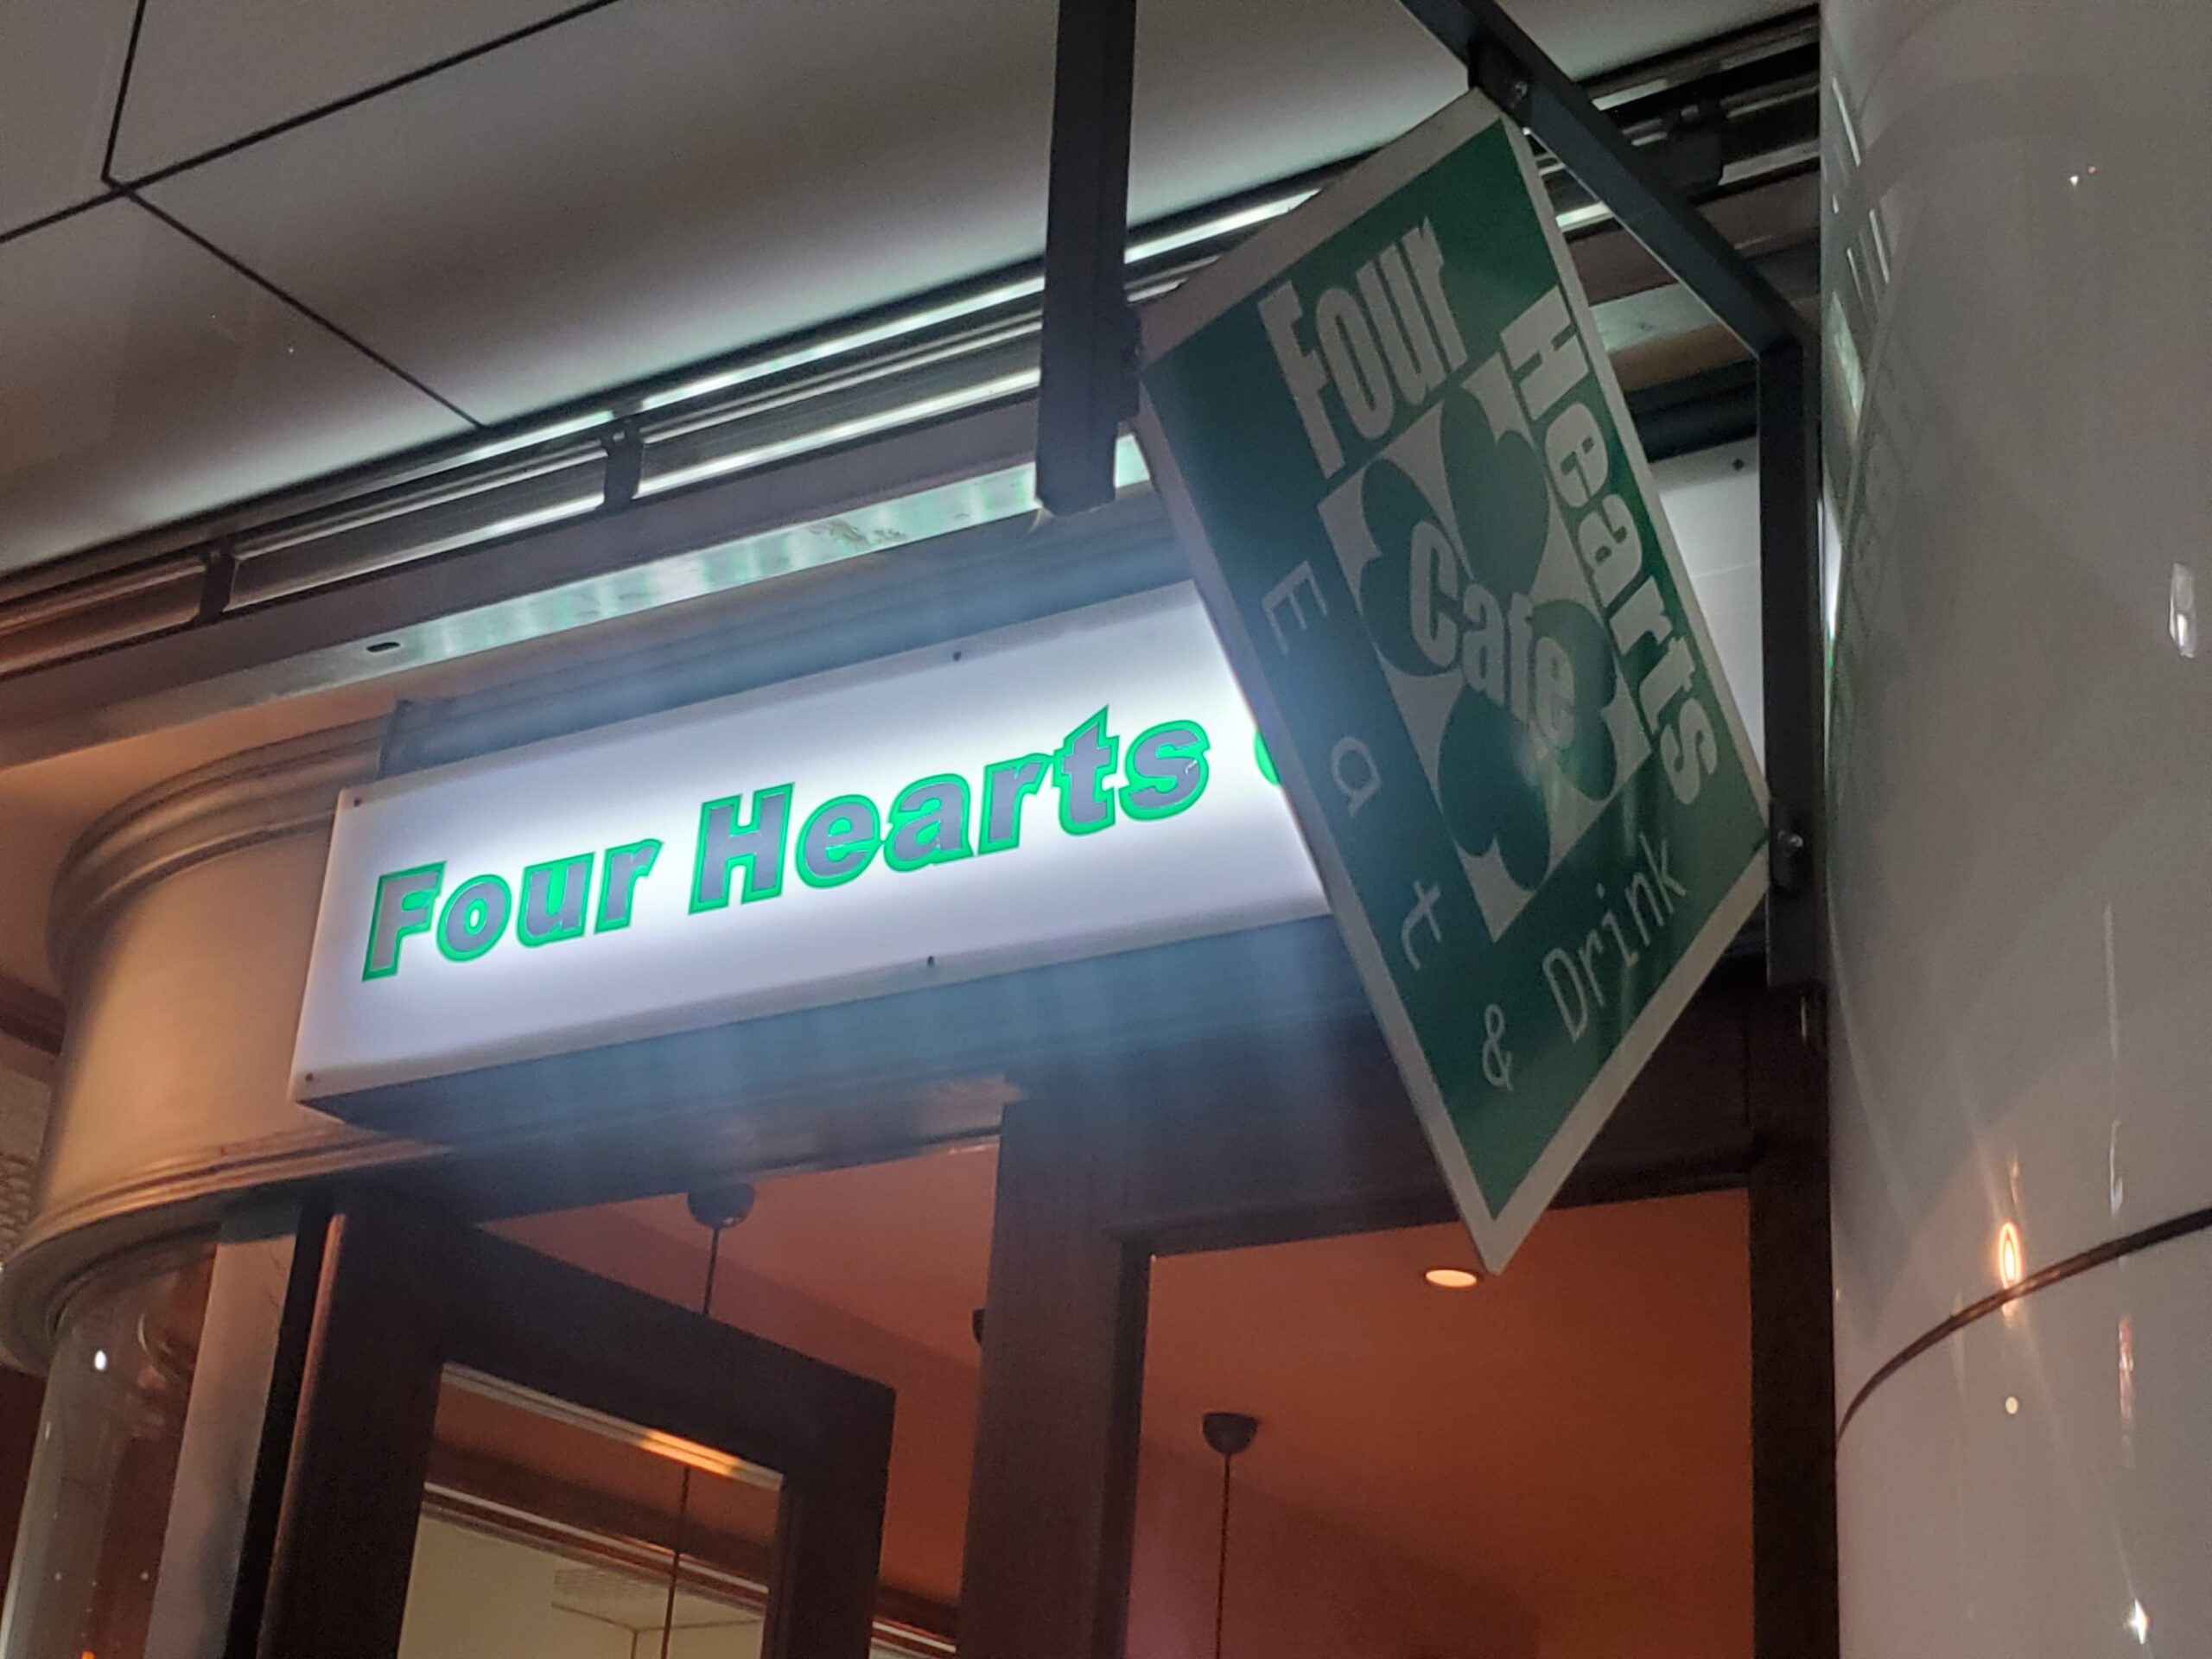 Four Hearts
Four
Hearts
Cafe
Eat
& Drink